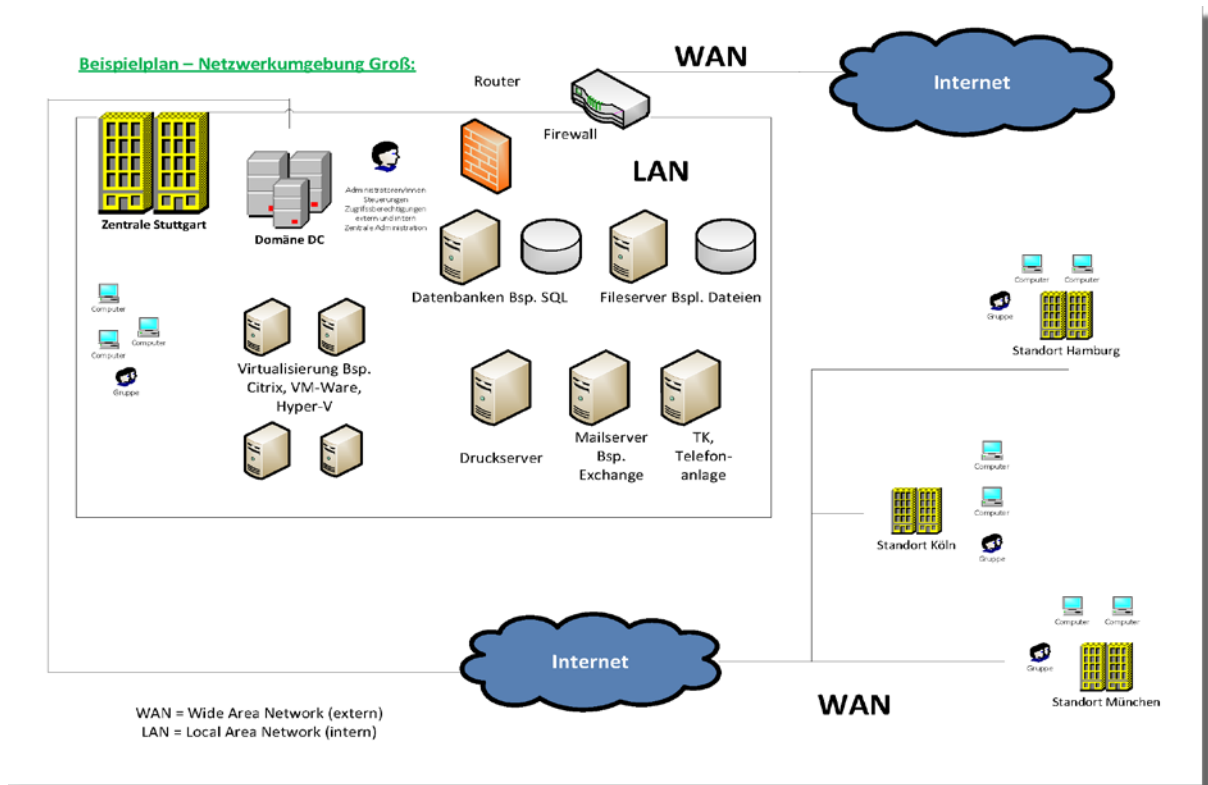 Beispielplan – Netzwerkumgebung Groß:
WAN
Internet
Router
Firewall
LAN
Zentrale Stuttgart
Domäne DC
Administratoren/innen
Steuerungen
Zugriffsberechtigungen
extern und intern
Zentrale Administration
Datenbanken Bsp. SQL
Fileserver Bspl. Dateien
Computer
Computer
Computer
Gruppe
Virtualisierung Bsp.
Citrix, VM-Ware,
Hyper-V
Druckserver
Mailserver
Bsp.
Exchange
TK,
Telefon-
anlage
Computer
Computer
Gruppe
Standort Hamburg
Computer
Computer
Standort Köln
Gruppe
Computer
Computer
Gruppe
Standort München
Internet
WAN
WAN = Wide Area Network (extern)
LAN = Local Area Network (intern)